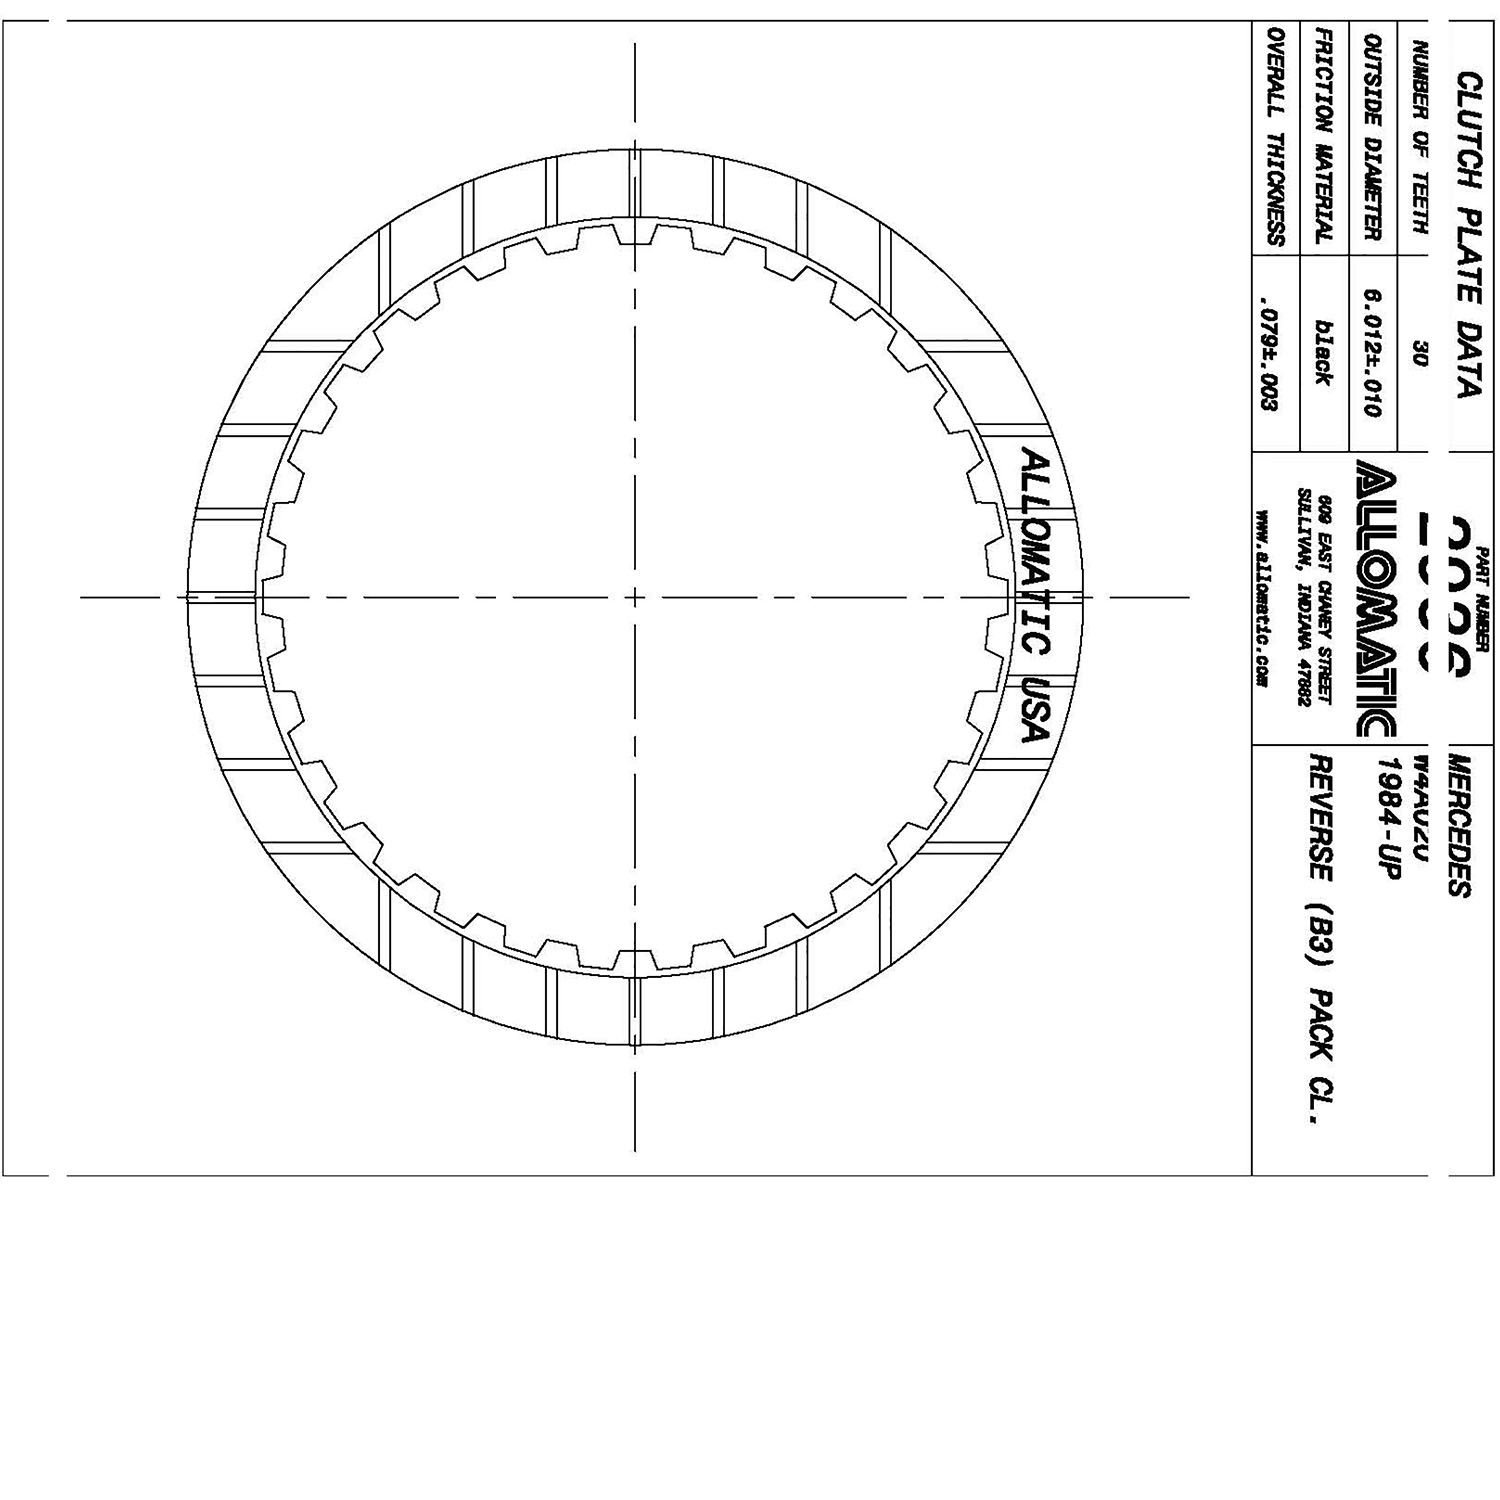 CLUTCH PLATE DATA
NUMBER OF TEETH 30
OUTSIDE DIAMETER 6.012±.010
FRICTION MATERIAL black
OVERALL THICKNESS .079±.003
PART NUMBER
ALLOMATIC
609 EAST CHANEY STREET
SULLIVAN, INDIANA 47882
www.allomatic.com
MERCEDES
W4A020
1984-UP
REVERSE (B3) PACK CL.
ALLOMATIC USA